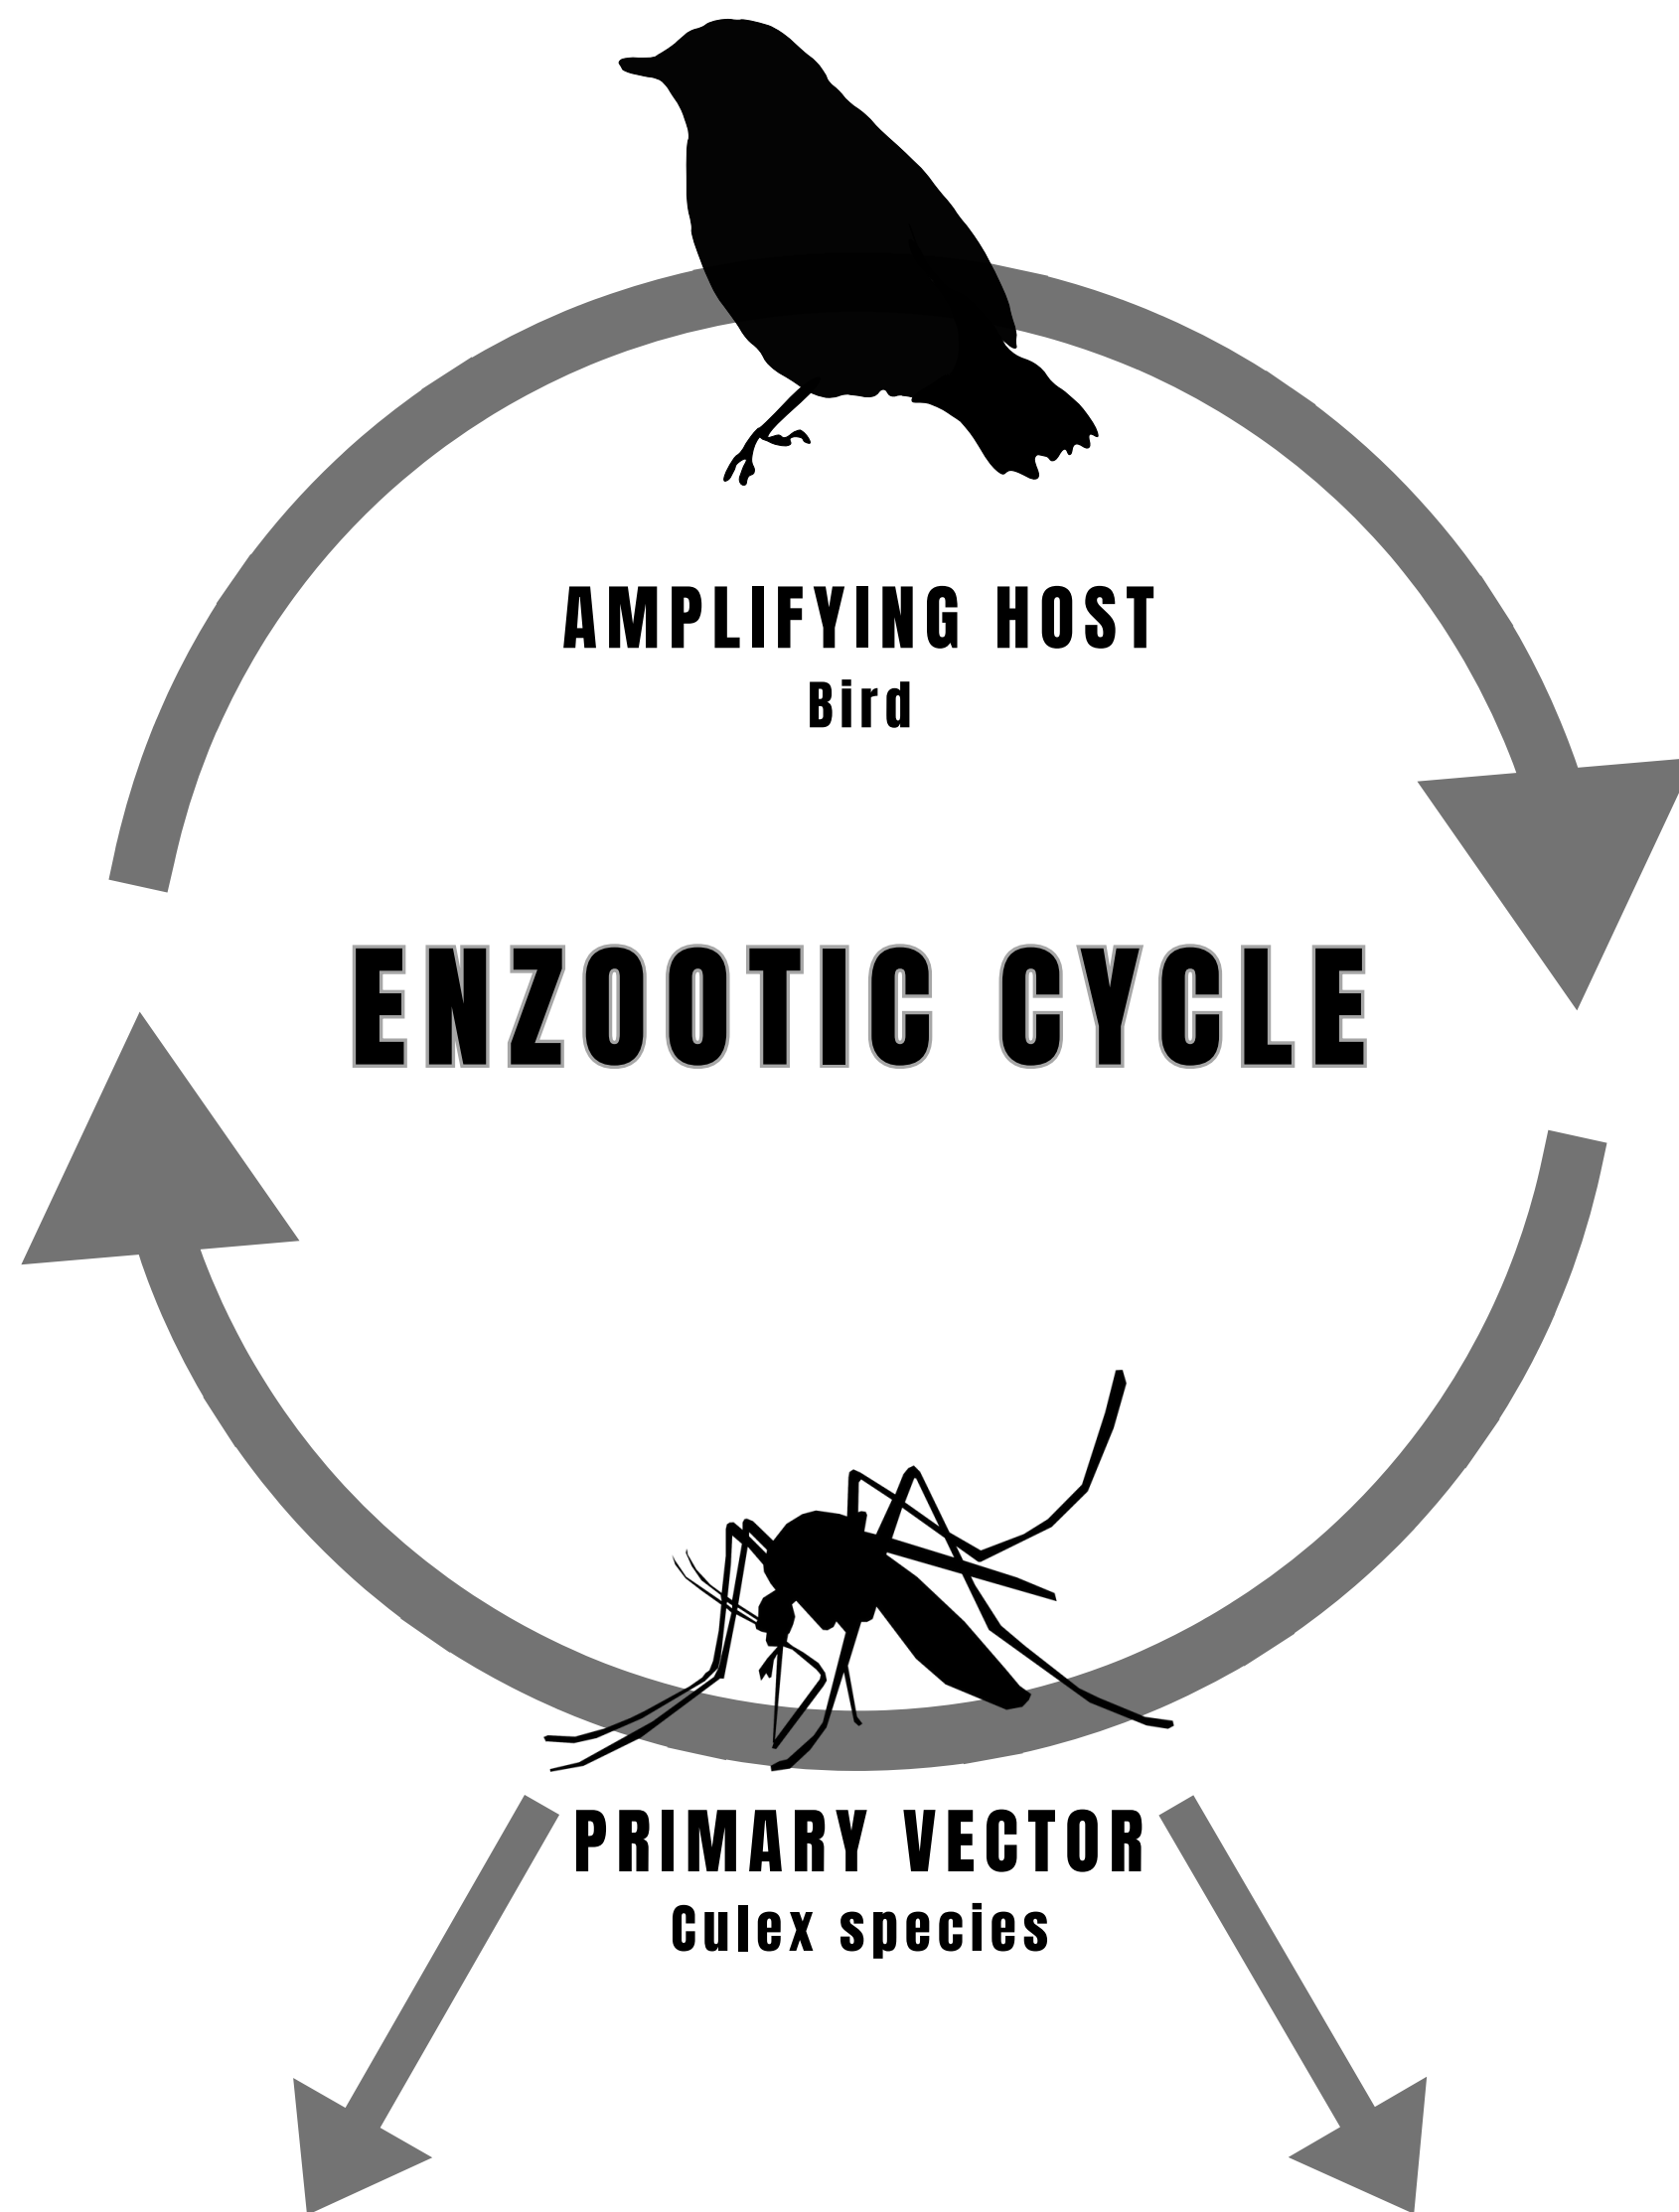 AMPLIFYING HOST
Bird
ENZOOTIC CYCLE
PRIMARY VECTOR
Culex species